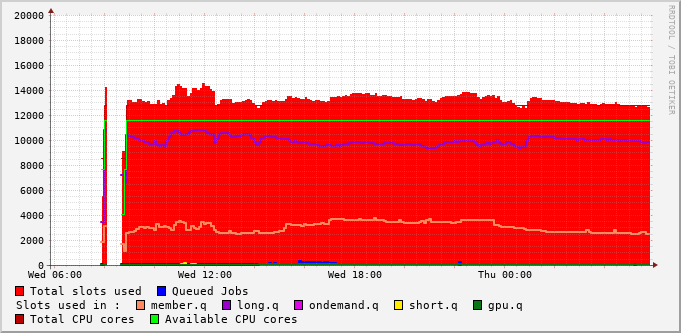 20000
18000
16000
14000
12000
10000
8000
6000
4000
2000
0
Wed 06:00 Wed 12:00 Wed 18:00 Thu 00:00
RRDTOOL / TOBI OETIKER
Total slots used Queued Jobs
Slots used in : member.q long.q ondemand.q short.q gpu.q
Total CPU cores Available CPU cores